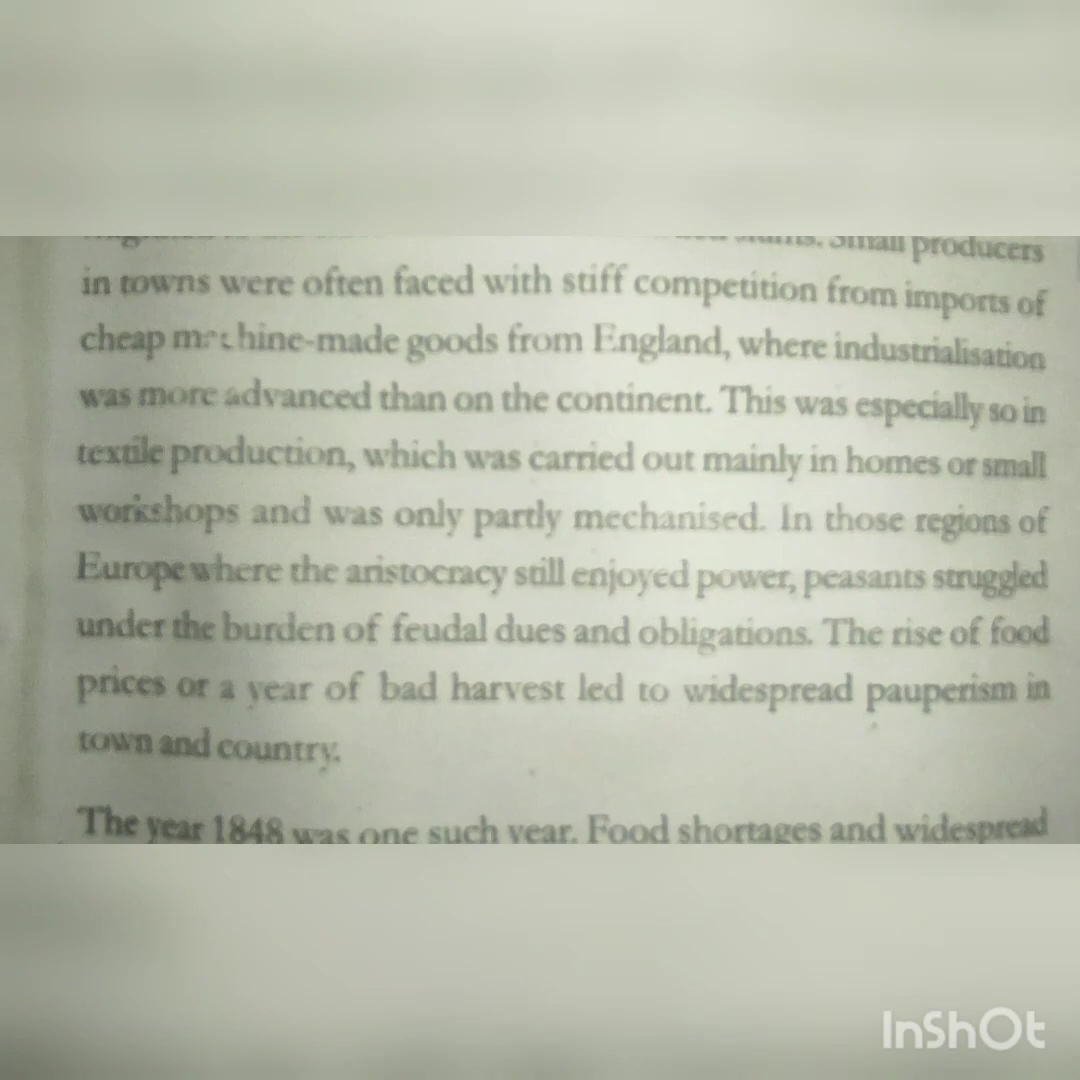 Small producers
in towns were often faced with stiff competition from imports of
cheap machine-made goods from England, where industrialisation
was more advanced than on the continent. This was especially so in
textile production, which was carried out mainly in homes or small
workshops and was only partly mechanised. In those regions of
Europe where the aristocracy still enjoyed power, peasants struggled
under the burden of feudal dues and obligations. The rise of food
prices or a year of bad harvest led to widespread pauperism in
town and country.
The year 1848 was one such year. Food shortages and widespread
InShOt